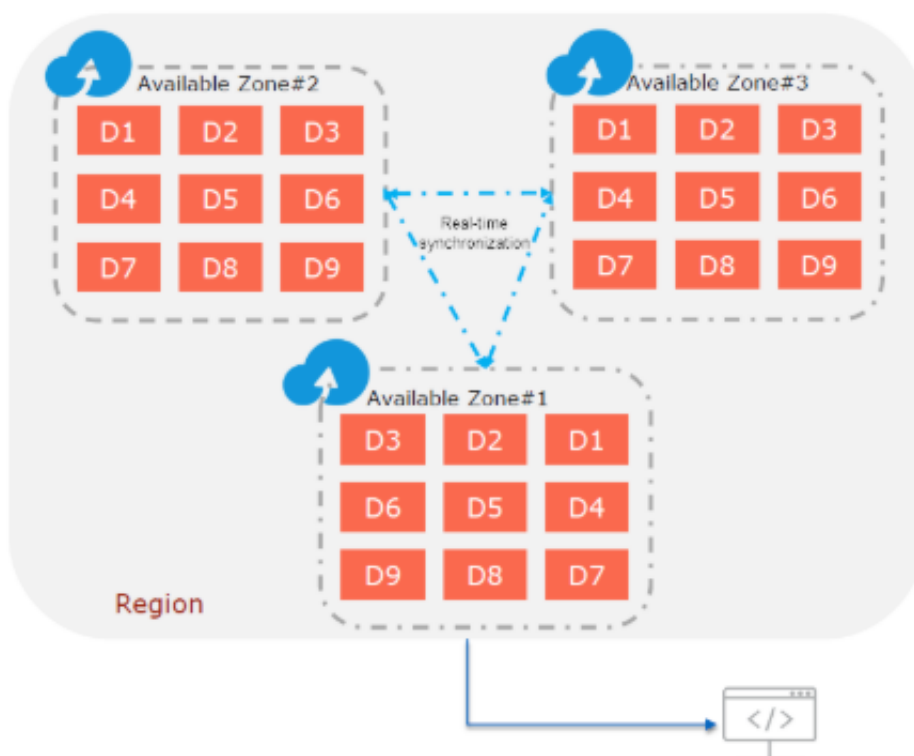 Available Zone#2
D1 D2 D3
D4 D5 D6
D7 D8 D9
Available Zone#3
D1 D2 D3
D4 D5 D6
D7 D8 D9
Real-time
synchronization
Available Zone#1
D3 D2 D1
D6 D5 D4
D9 D8 D7
Region
</>